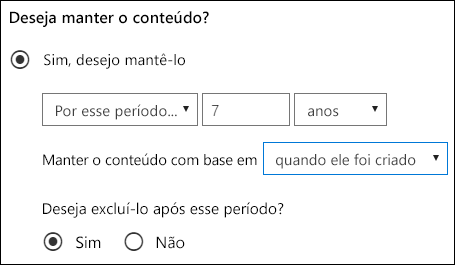 Deseja manter o conteúdo?
Sim, desejo mantê-lo
Por esse período... 7 anos
Manter o conteúdo com base em quando ele foi criado
Deseja excluí-lo após esse período?
Sim Não